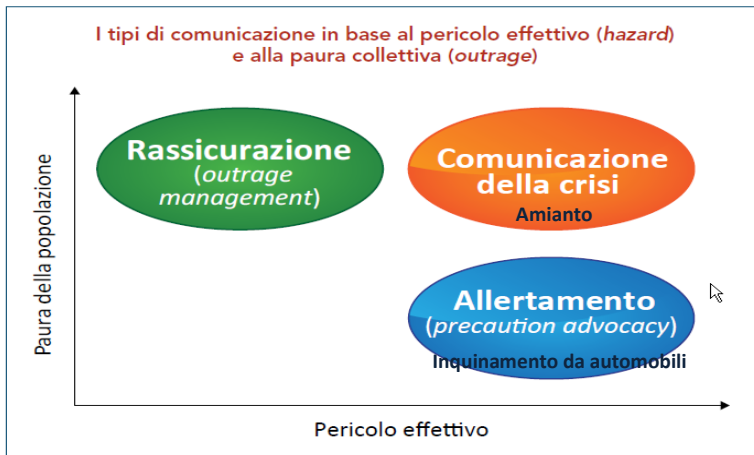 I tipi di comunicazione in base al pericolo effettivo (hazard)
e alla paura collettiva (outrage)
Paura della popolazione
Rassicurazione
(outrage
management)
Comunicazione
della crisi
Amianto
Allertamento
(precaution advocacy)
Inquinamento da automobili
Pericolo effettivo